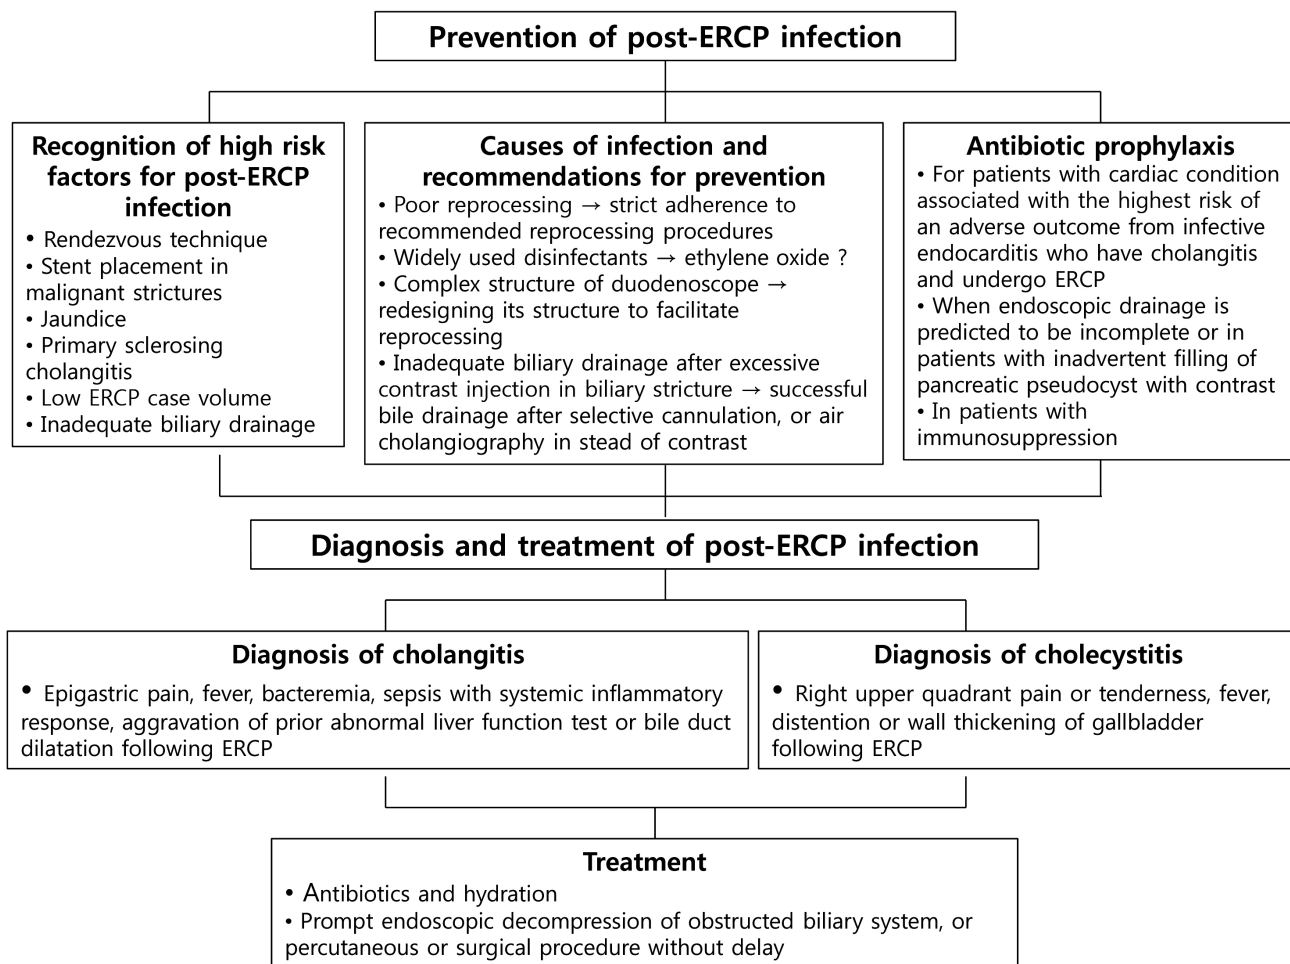 Prevention of post-ERCP infection
Recognition of high risk
factors for post-ERCP
infection
• Rendezvous technique
• Stent placement in
malignant strictures
• Jaundice
• Primary sclerosing
cholangitis
• Low ERCP case volume
• Inadequate biliary drainage
Causes of infection and
recommendations for prevention
• Poor reprocessing → strict adherence to
recommended reprocessing procedures
• Widely used disinfectants → ethylene oxide ?
• Complex structure of duodenoscope →
redesigning its structure to facilitate
reprocessing
• Inadequate biliary drainage after excessive
contrast injection in biliary stricture → successful
bile drainage after selective cannulation, or air
cholangiography in stead of contrast
Antibiotic prophylaxis
• For patients with cardiac condition
associated with the highest risk of
an adverse outcome from infective
endocarditis who have cholangitis
and undergo ERCP
• When endoscopic drainage is
predicted to be incomplete or in
patients with inadvertent filling of
pancreatic pseudocyst with contrast
• In patients with
immunosuppression
Diagnosis and treatment of post-ERCP infection
Diagnosis of cholangitis
• Epigastric pain, fever, bacteremia, sepsis with systemic inflammatory
response, aggravation of prior abnormal liver function test or bile duct
dilatation following ERCP
Diagnosis of cholecystitis
• Right upper quadrant pain or tenderness, fever,
distention or wall thickening of gallbladder
following ERCP
Treatment
• Antibiotics and hydration
• Prompt endoscopic decompression of obstructed biliary system, or
percutaneous or surgical procedure without delay